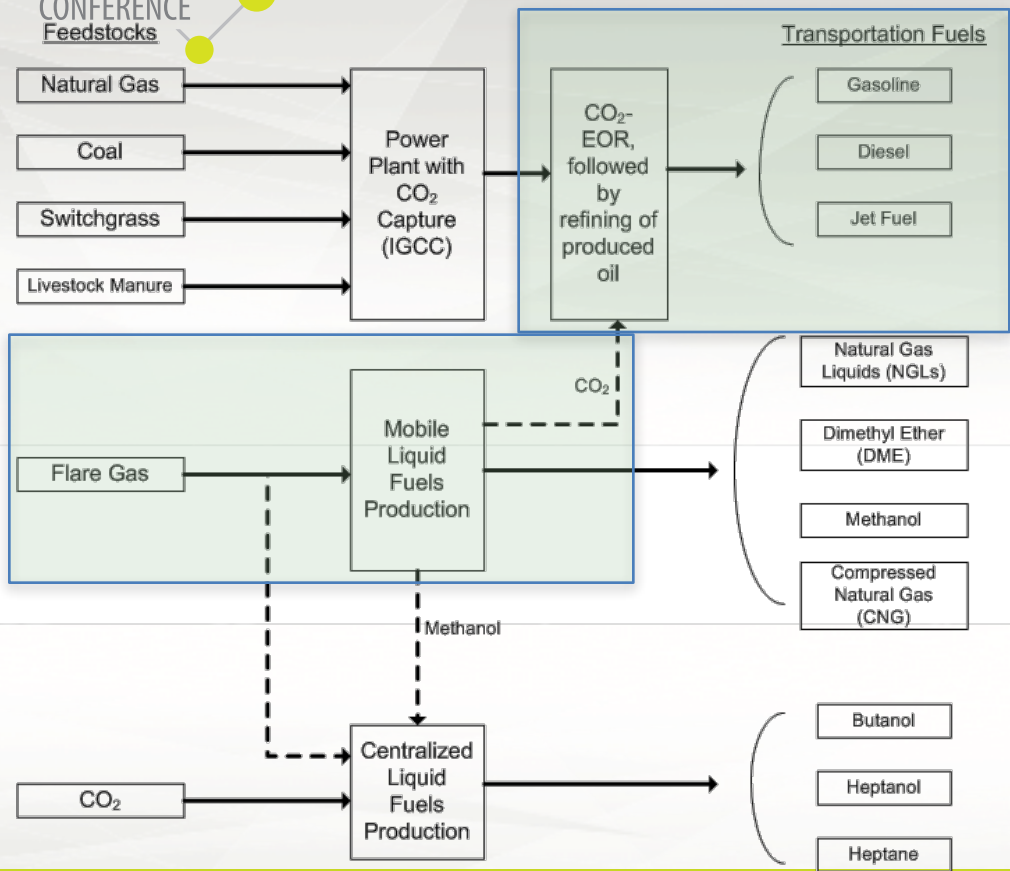 CONFERENCE
Feedstocks
Transportation Fuels
Natural Gas
Coal
Switchgrass
Livestock Manure
Power
Plant with
CO₂
Capture
(IGCC)
CO₂-
EOR,
followed
by
refining of
produced
oil
Gasoline
Diesel
Jet Fuel
Flare Gas
Mobile
Liquid
Fuels
Production
CO₂
Natural Gas
Liquids (NGLs)
Dimethyl Ether
(DME)
Methanol
Compressed
Natural Gas
(CNG)
Methanol
CO₂
Centralized
Liquid
Fuels
Production
Butanol
Heptanol
Heptane